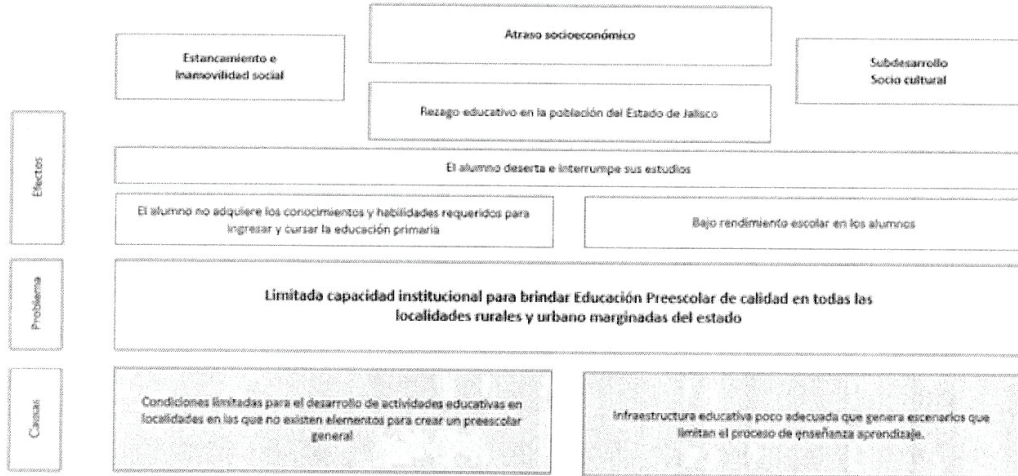 Atraso socioeconómico
Estancamiento e
Inamovilidad social
Subdesarrollo
Socio cultural
Rezago educativo en la población del Estado de Jalisco
Efectos
El alumno deserta e interrumpe sus estudios
El alumno no adquiere los conocimientos y habilidades requeridos para
ingresar y cursar la educación primaria
Bajo rendimiento escolar en los alumnos
Problema
Limitada capacidad institucional para brindar Educación Preescolar de calidad en todas las
localidades rurales y urbano marginadas del estado
Causas
Condiciones limitadas para el desarrollo de actividades educativas en
localidades en las que no existen elementos para crear un preescolar
general
Infraestructura educativa poco adecuada que genera escenarios que
limitan el proceso de enseñanza aprendizaje.